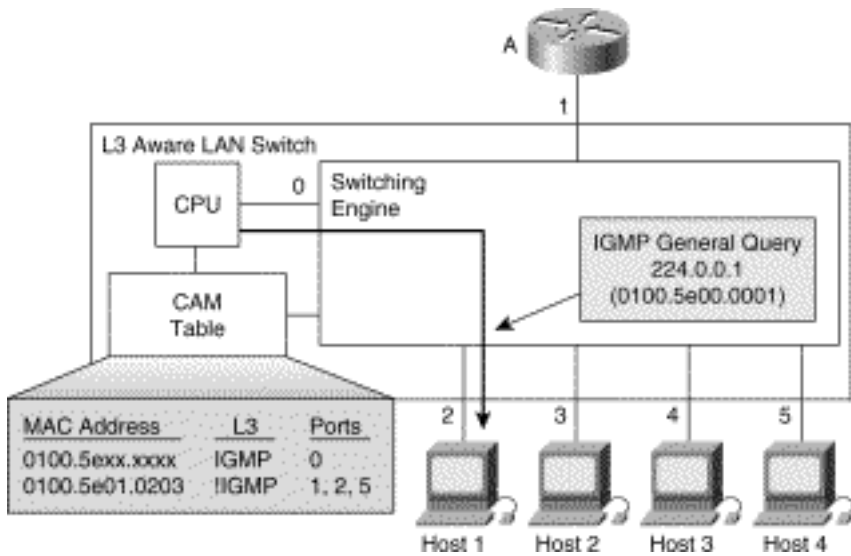 A
1
L3 Aware LAN Switch
CPU
0
Switching
Engine
IGMP General Query
224.0.0.1
(0100.5e00.0001)
CAM
Table
2
3
4
5
MAC Address L3 Ports
0100.5exx.xxxx IGMP 0
0100.5e01.0203 !IGMP 1, 2, 5
Host 1
Host 2
Host 3
Host 4